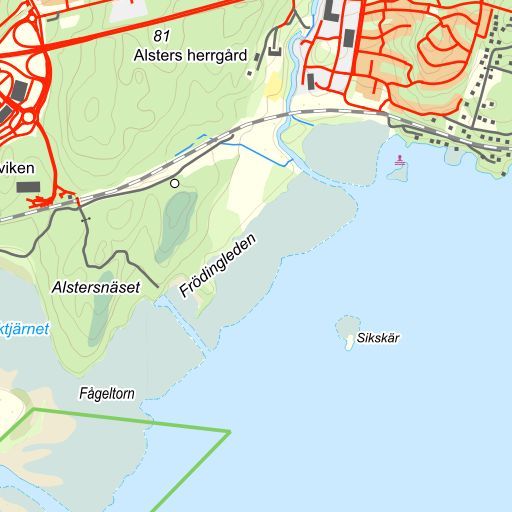 81
Alsters herrgård
viken
Frödingleden
Alstersnäset
ktjärnet
Sikskär
Fågeltorn